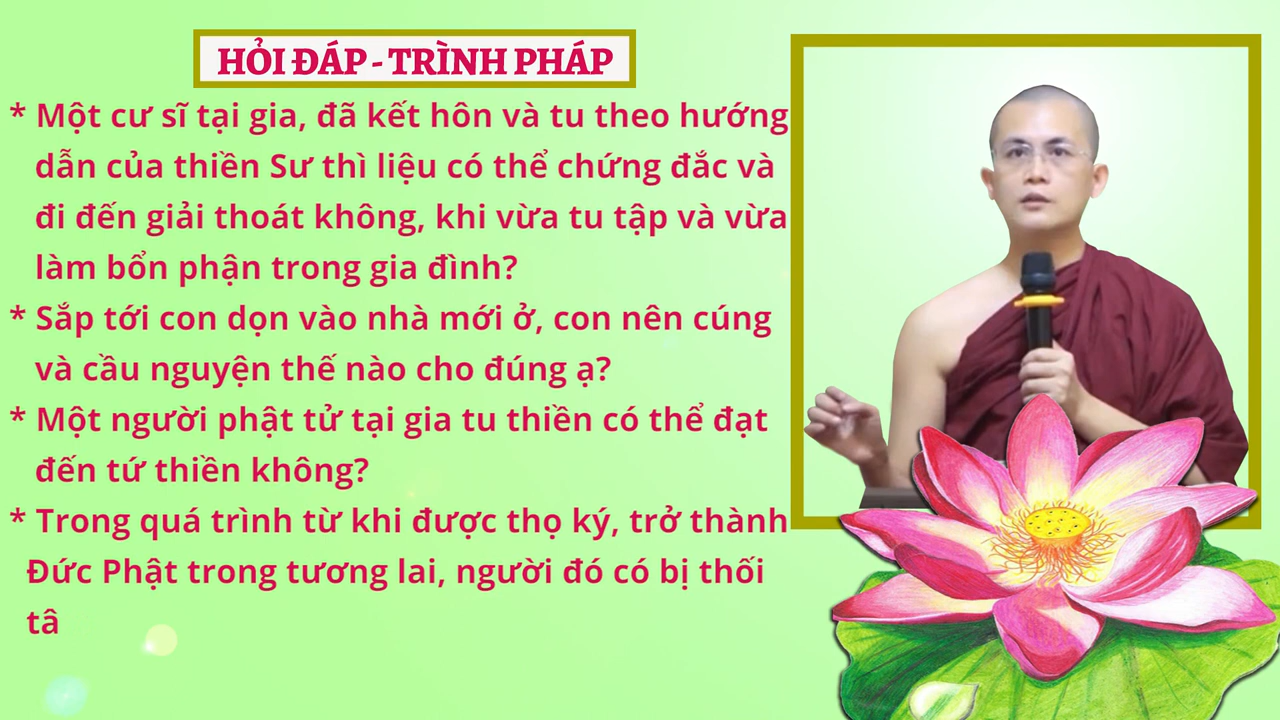 HỎI ĐÁP - TRÌNH PHÁP
* Một cư sĩ tại gia, đã kết hôn và tu theo hướng
dẫn của thiền Sư thì liệu có thể chứng đắc và
đi đến giải thoát không, khi vừa tu tập và vừa
làm bổn phận trong gia đình?
* Sắp tới con dọn vào nhà mới ở, con nên cúng
và cầu nguyện thế nào cho đúng ạ?
* Một người phật tử tại gia tu thiền có thể đạt
đến tứ thiền không?
* Trong quá trình từ khi được thọ ký, trở thành
Đức Phật trong tương lai, người đó có bị thối
tâ